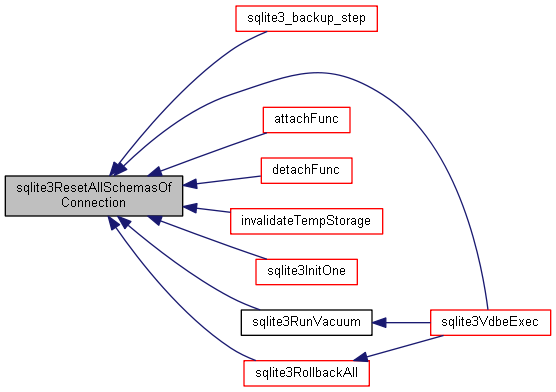 sqlite3_backup_step
attachFunc
detachFunc
sqlite3ResetAllSchemasOf
Connection
invalidateTempStorage
sqlite3InitOne
sqlite3RunVacuum
sqlite3VdbeExec
sqlite3RollbackAll